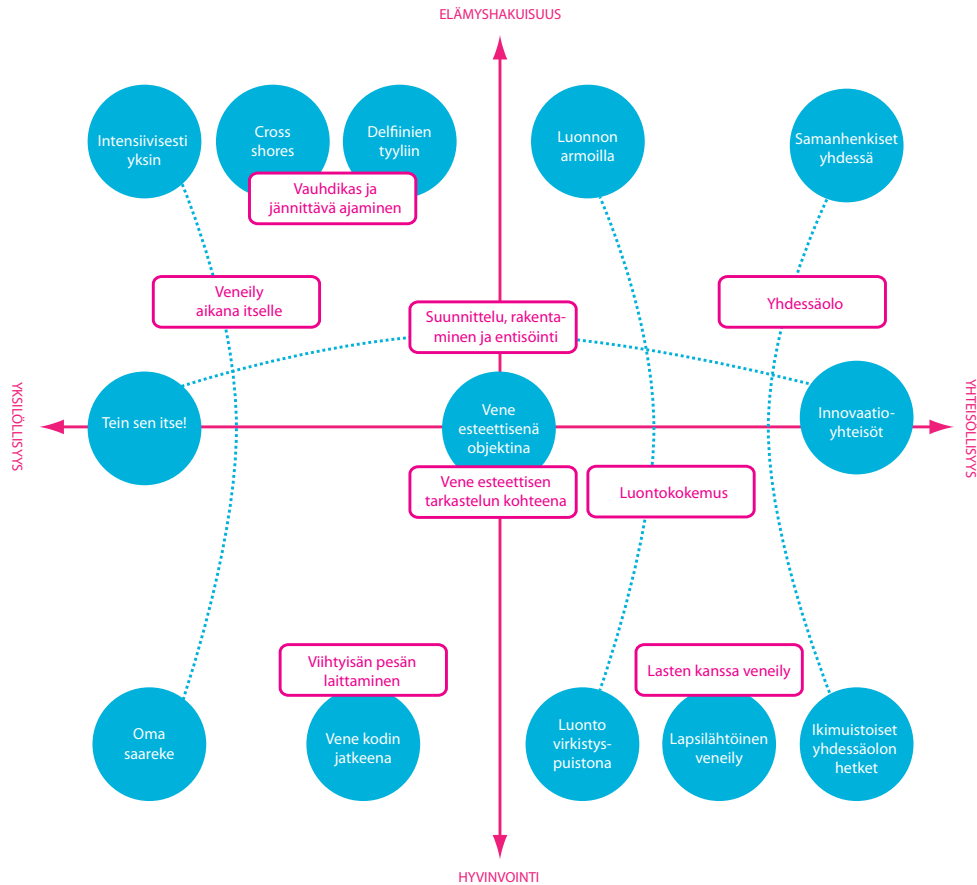 ELÄMYSHAKUISUUS
Intensiivisesti
yksin
Cross
shores
Delfiinien
tyyliin
Luonnon
armoilla
Samanhenkiset
yhdessä
Vauhdikas ja
jännittävä ajaminen
Veneily
aikana itselle
Suunnittelu, rakenta-
minen ja entisöinti
Yhdessäolo
YKSILÖLLISYYS
Tein sen itse!
Vene
esteettisenä
objektina
Innovaatio-
yhteisöt
YHTEISOLLISYYS
Vene esteettisen
tarkastelun kohteena
Luontokokemus
Viihtyisän pesän
laittaminen
Lasten kanssa veneily
Oma
saareke
Vene kodin
jatkeena
Luonto
virkistys-
puistona
Lapsilähtöinen
veneily
Ikimuistoiset
yhdessäolon
hetket
HYVINVOINTI